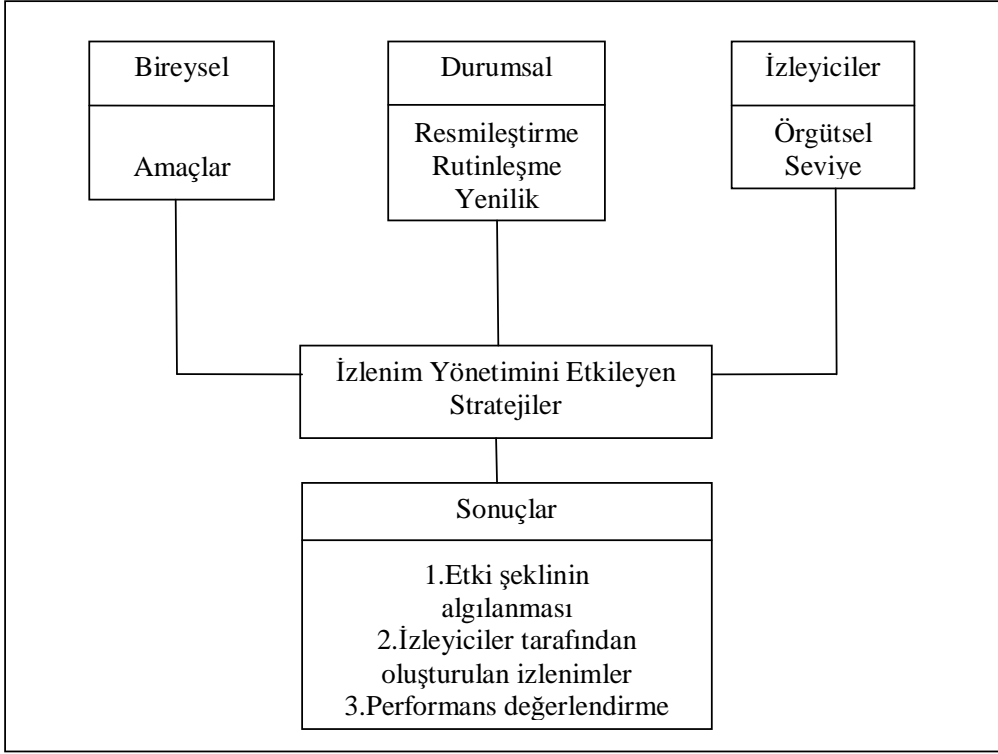 Bireysel
Amaçlar
Durumsal
Resmileştirme
Rutinleşme
Yenilik
İzleyiciler
Örgütsel
Seviye
İzlenim Yönetimini Etkileyen
Stratejiler
Sonuçlar
1.Etki şeklinin
algılanması
2.İzleyiciler tarafından
oluşturulan izlenimler
3.Performans değerlendirme